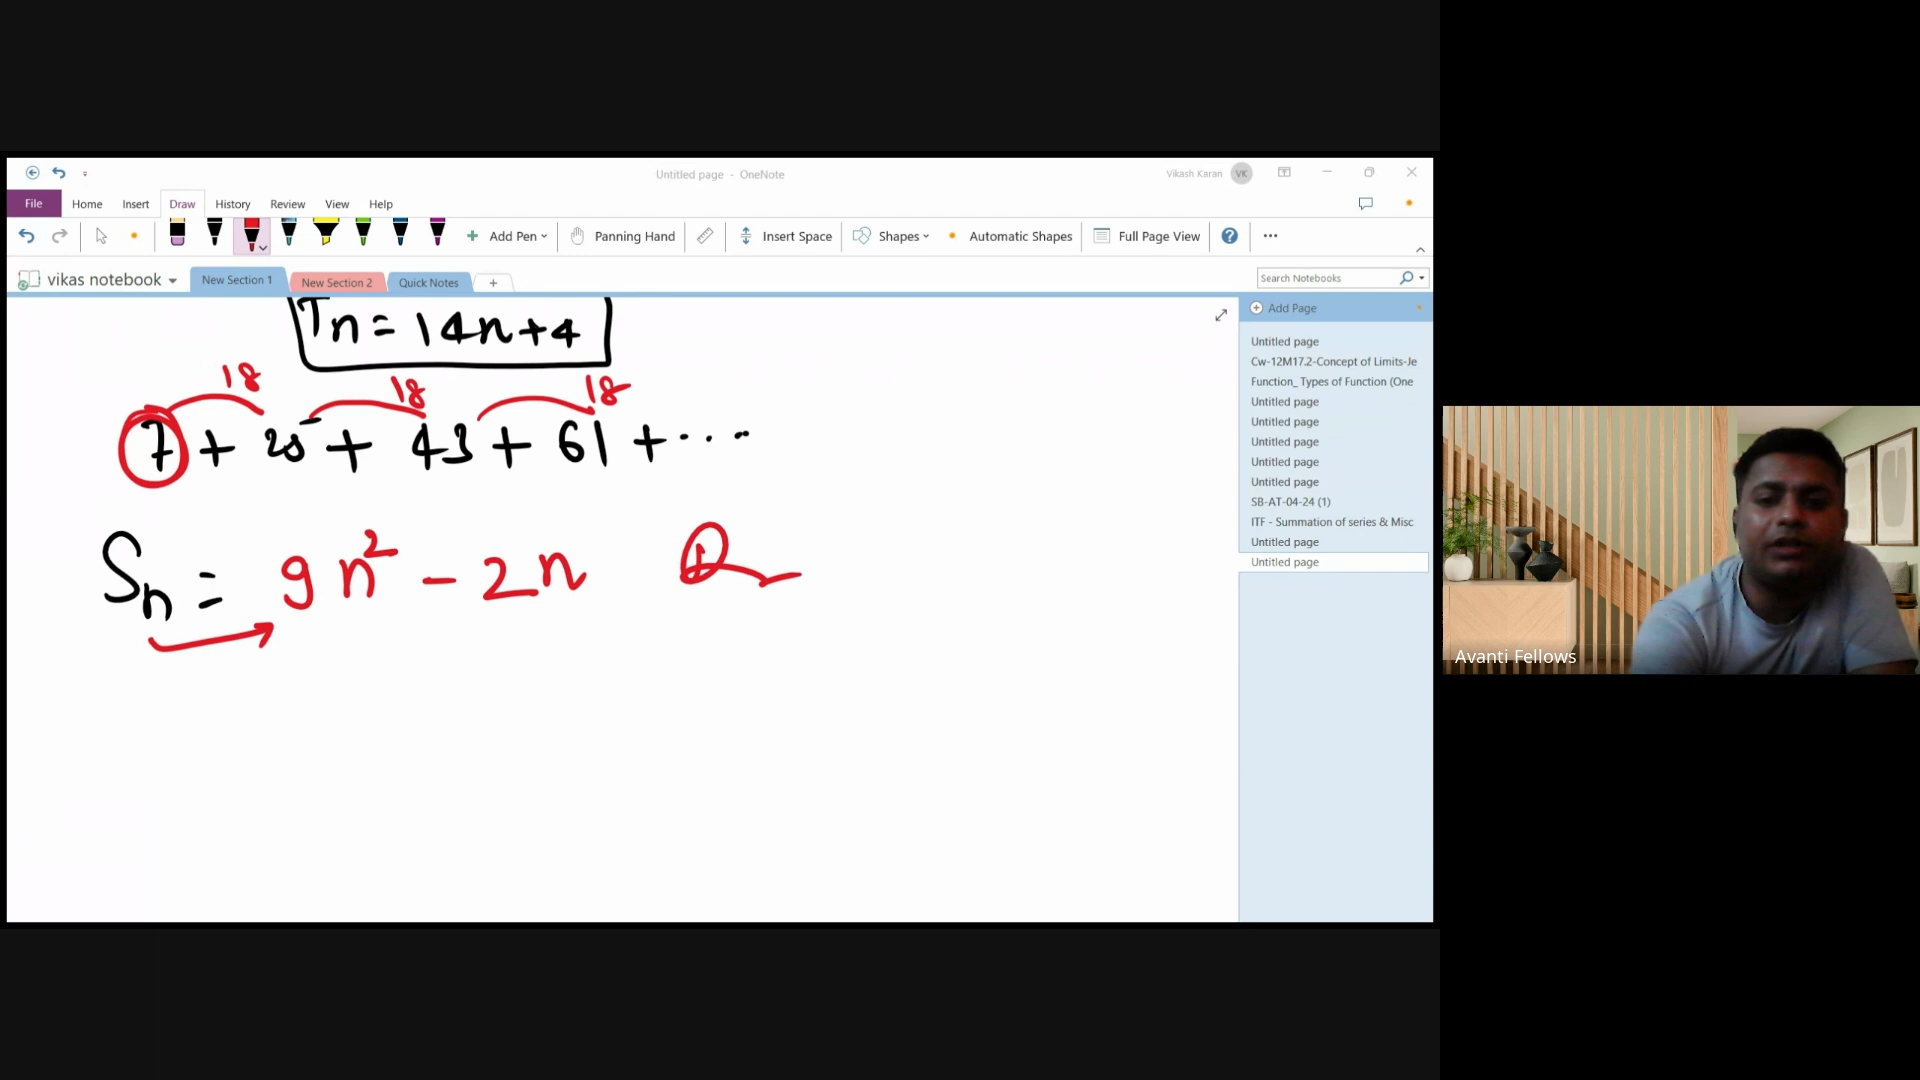 Untitled page - OneNote
Vikash Karan VK
File Home Insert Draw History Review View Help
Add Pen Panning Hand Insert Space Shapes Automatic Shapes Full Page View
vikas notebook New Section 1 New Section 2 Quick Notes +
Search Notebooks
Add Page
Untitled page
Cw-12M17.2-Concept of Limits-Je
Function_ Types of Function (One
Untitled page
Untitled page
Untitled page
Untitled page
Untitled page
SB-AT-04-24 (1)
ITF - Summation of series & Misc
Untitled page
Untitled page
Tn = 14n+4
18 18 18
7 + 25 + 43 + 61 + ...
Sn = 9n² - 2n
Avanti Fellows